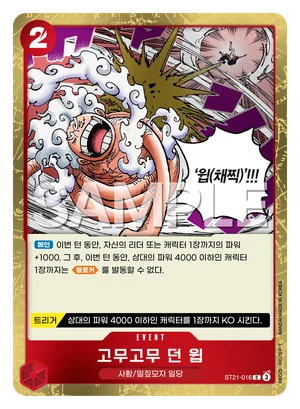 2
'윕(채찍)'!!!
SAMPLE
메인 이번 턴 동안, 자신의 리더 또는 캐릭터 1장까지의 파워
+1000. 그 후, 이번 턴 동안, 상대의 파워 4000 이하인 캐릭터
1장까지는 블로커 를 발동할 수 없다.
트리거 상대의 파워 4000 이하인 캐릭터를 1장까지 KO 시킨다.
EVENT
고무고무 던 윕
사황/밀짚모자 일당
ST21-016 C 3